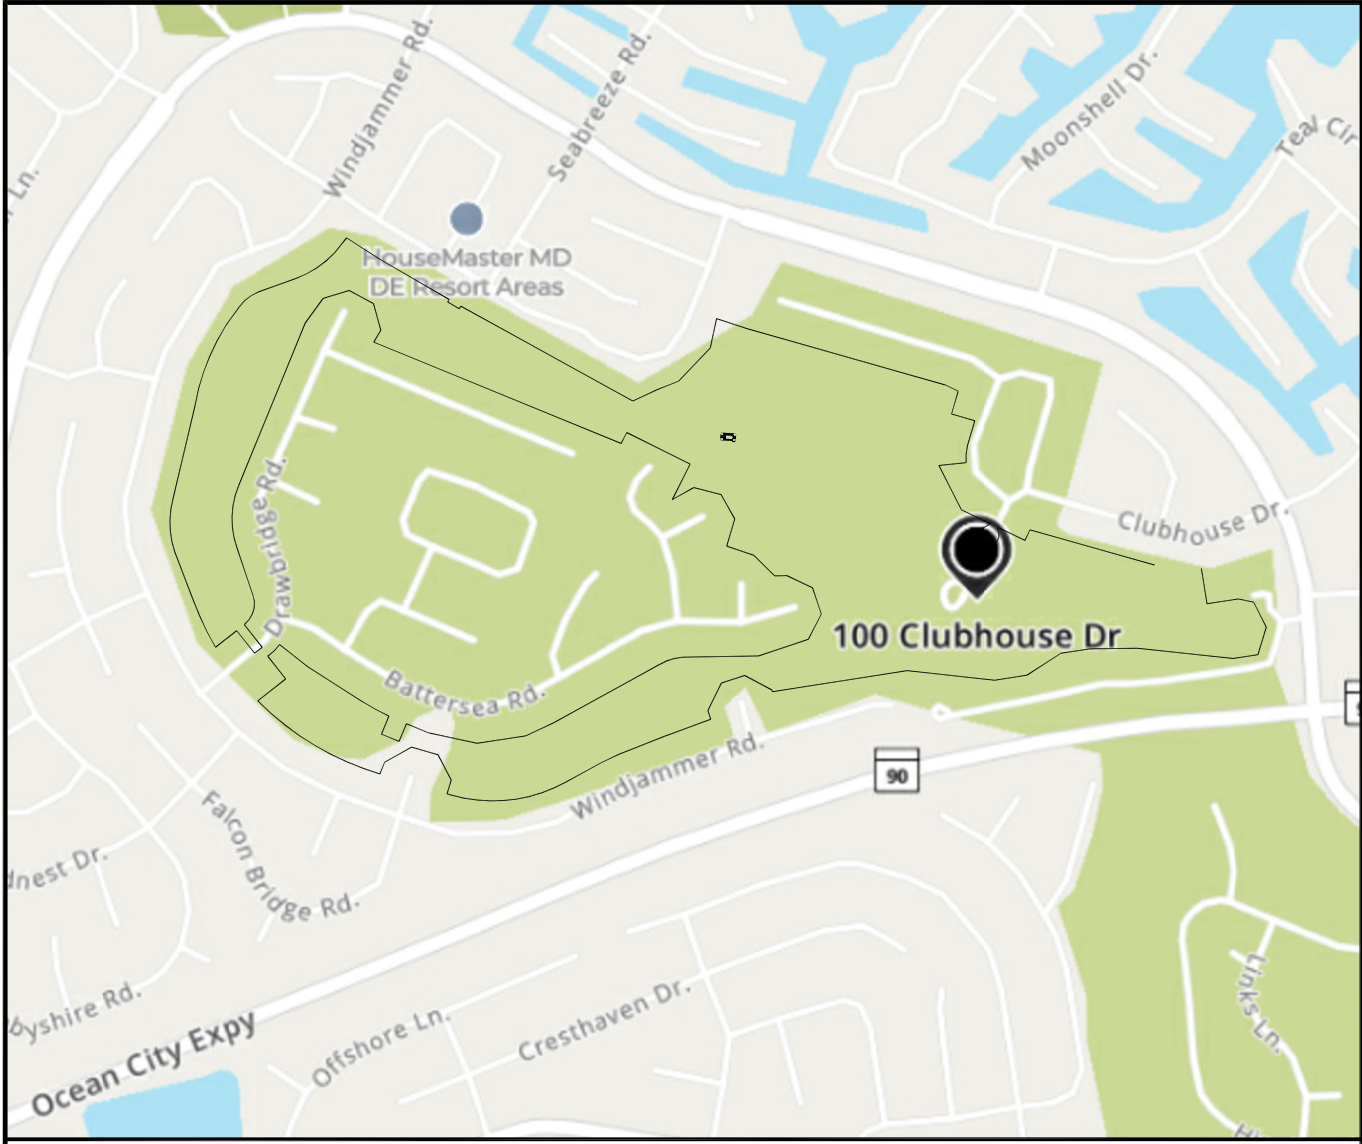 Windjammer Rd.
Seabreeze Rd.
Moonshell Dr.
Teal Cir
Ln.
HouseMaster MD
DE Resort Areas
Clubhouse Dr.
Drawbridge Rd.
100 Clubhouse Dr
Battersea Rd.
Windjammer Rd.
90
Falcon Bridge Rd.
dnest Dr.
Links Ln.
byshire Rd.
Cresthaven Dr.
Offshore Ln.
Ocean City Expy